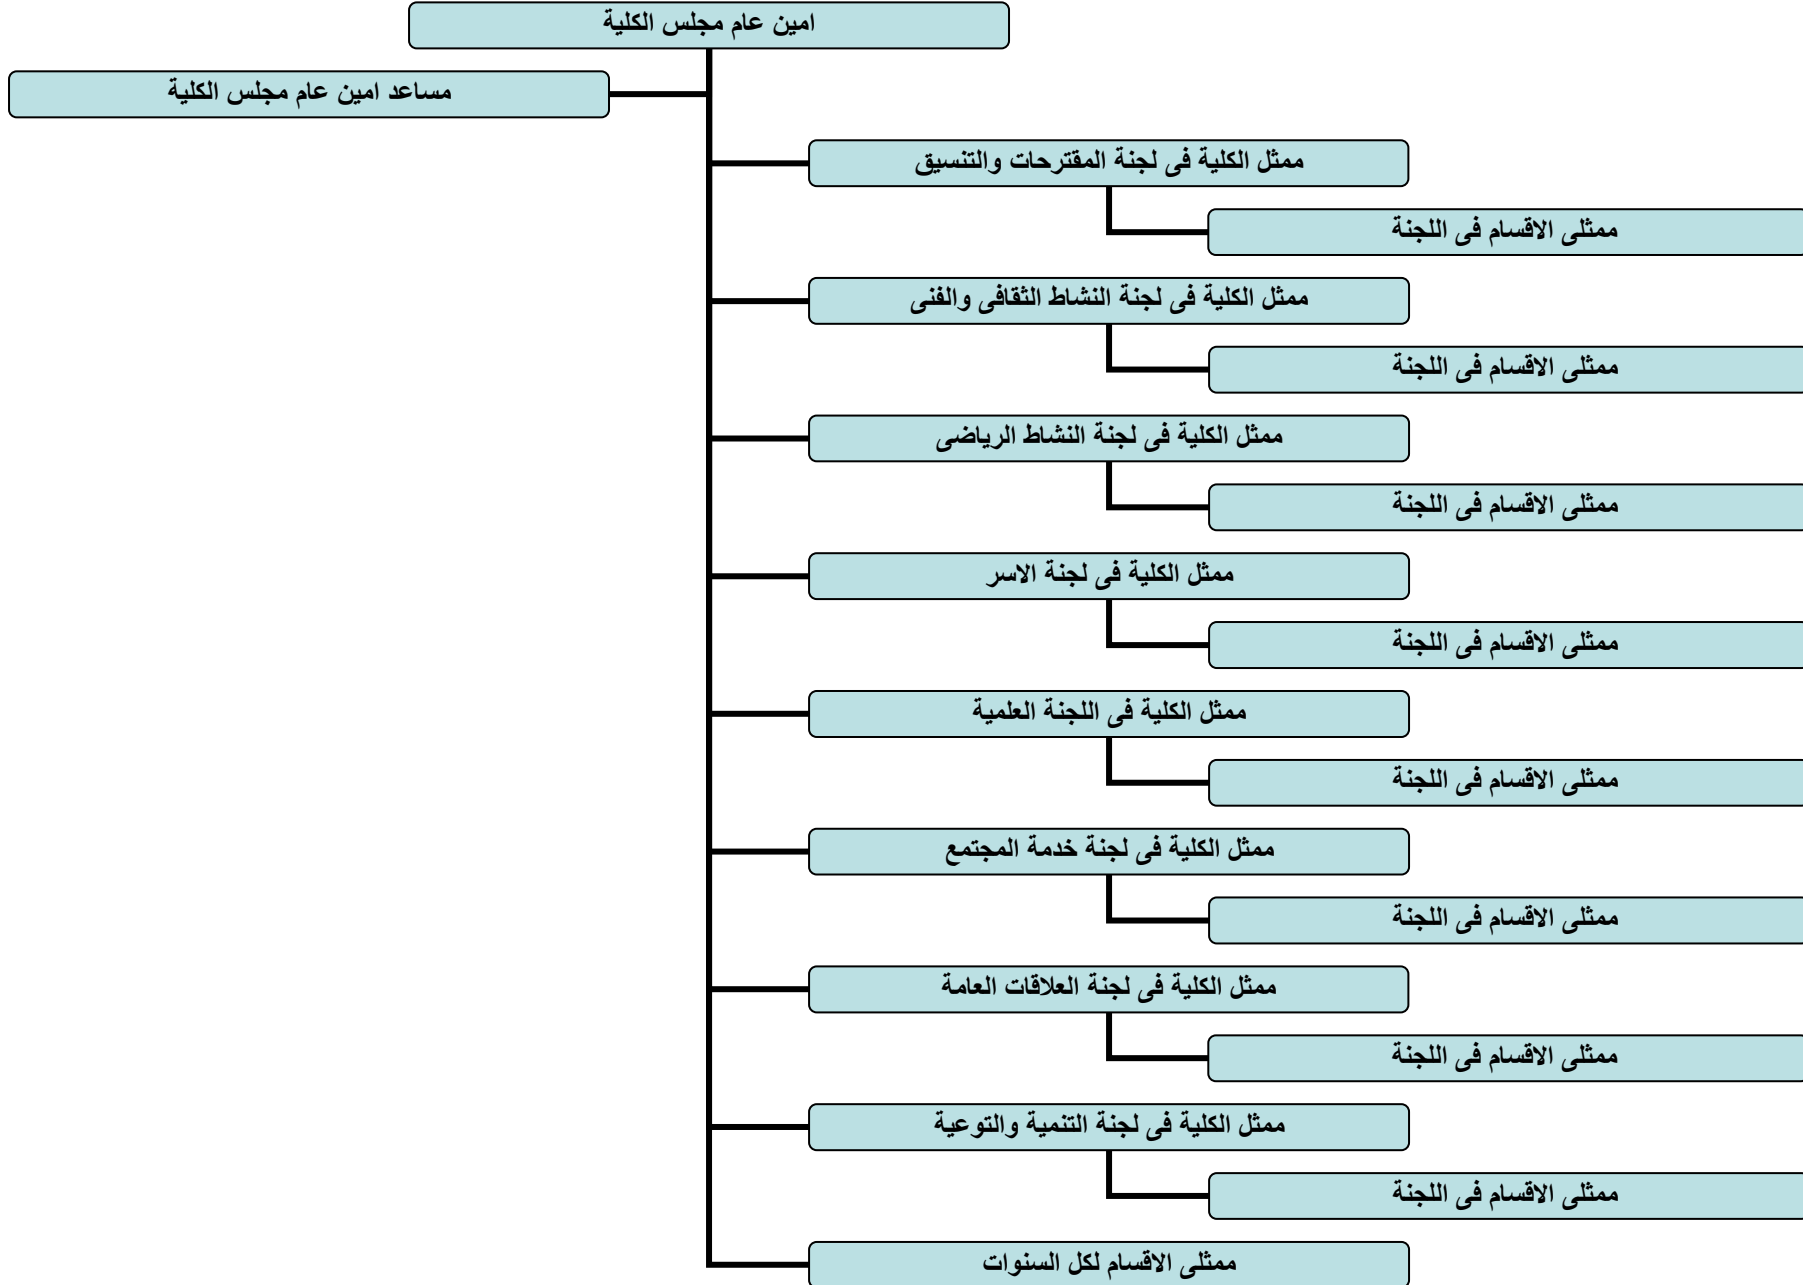 امين عام مجلس الكلية
مساعد امين عام مجلس الكلية
ممثل الكلية فى لجنة المقترحات والتنسيق
ممثلى الاقسام فى اللجنة
ممثل الكلية فى لجنة النشاط الثقافى والفنى
ممثلى الاقسام فى اللجنة
ممثل الكلية فى لجنة النشاط الرياضى
ممثلى الاقسام فى اللجنة
ممثل الكلية فى لجنة الاسر
ممثلى الاقسام فى اللجنة
ممثل الكلية فى اللجنة العلمية
ممثلى الاقسام فى اللجنة
ممثل الكلية فى لجنة خدمة المجتمع
ممثلى الاقسام فى اللجنة
ممثل الكلية فى لجنة العلاقات العامة
ممثلى الاقسام فى اللجنة
ممثل الكلية فى لجنة التنمية والتوعية
ممثلى الاقسام فى اللجنة
ممثلى الاقسام لكل السنوات